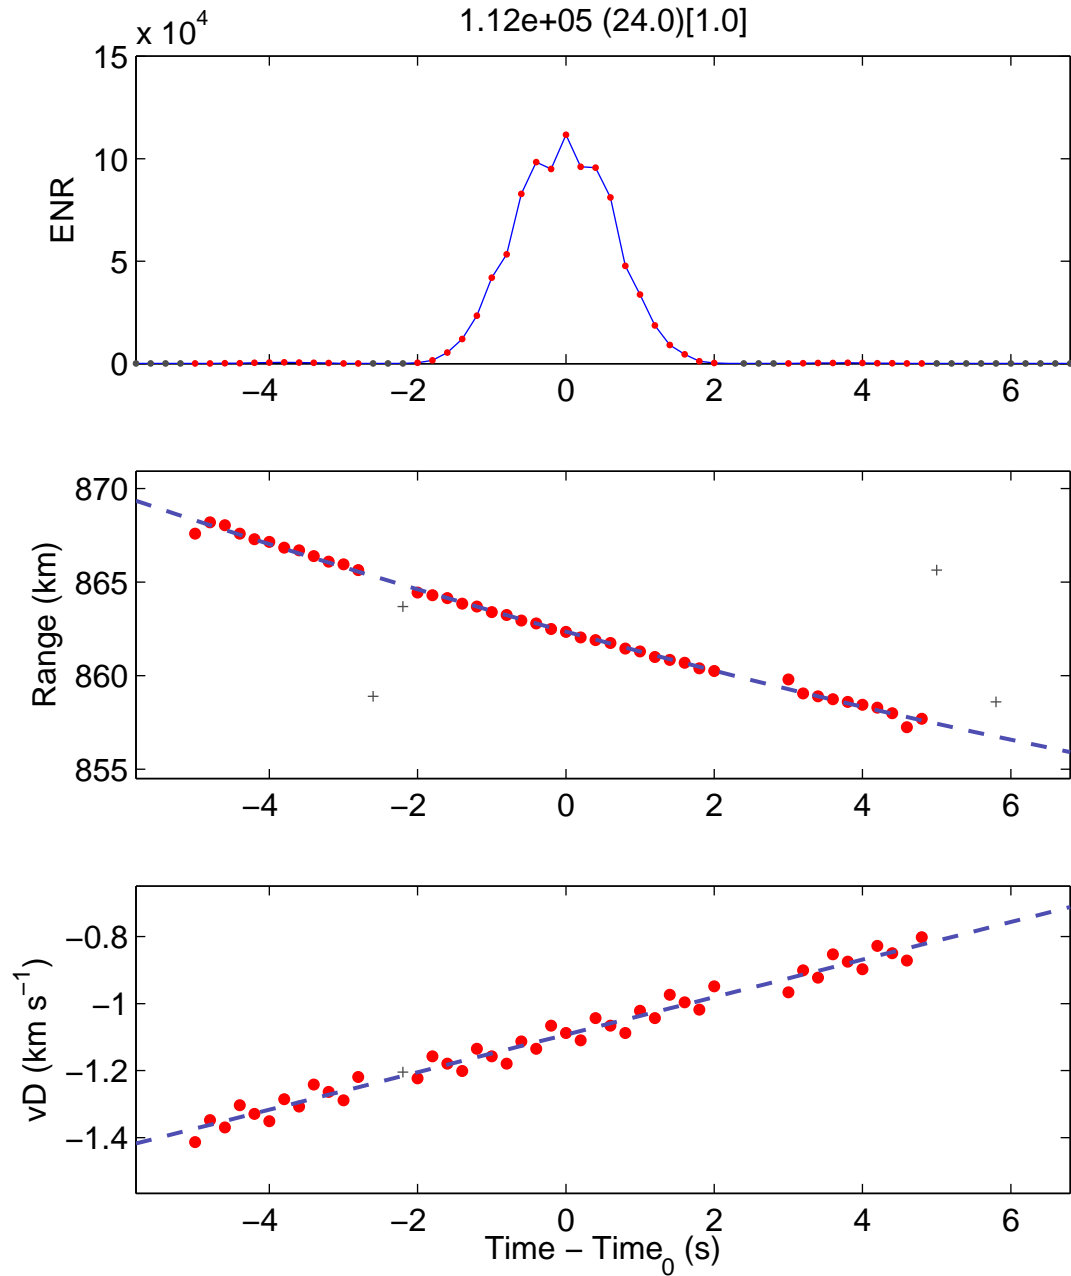 1.12e+05 (24.0)[1.0]
x 10^4
15
10
5
0
ENR
−4 −2 0 2 4 6
870
865
860
855
Range (km)
−4 −2 0 2 4 6
−0.8
−1
−1.2
−1.4
vD (km s^−1)
−4 −2 0 2 4 6
Time − Time_0 (s)